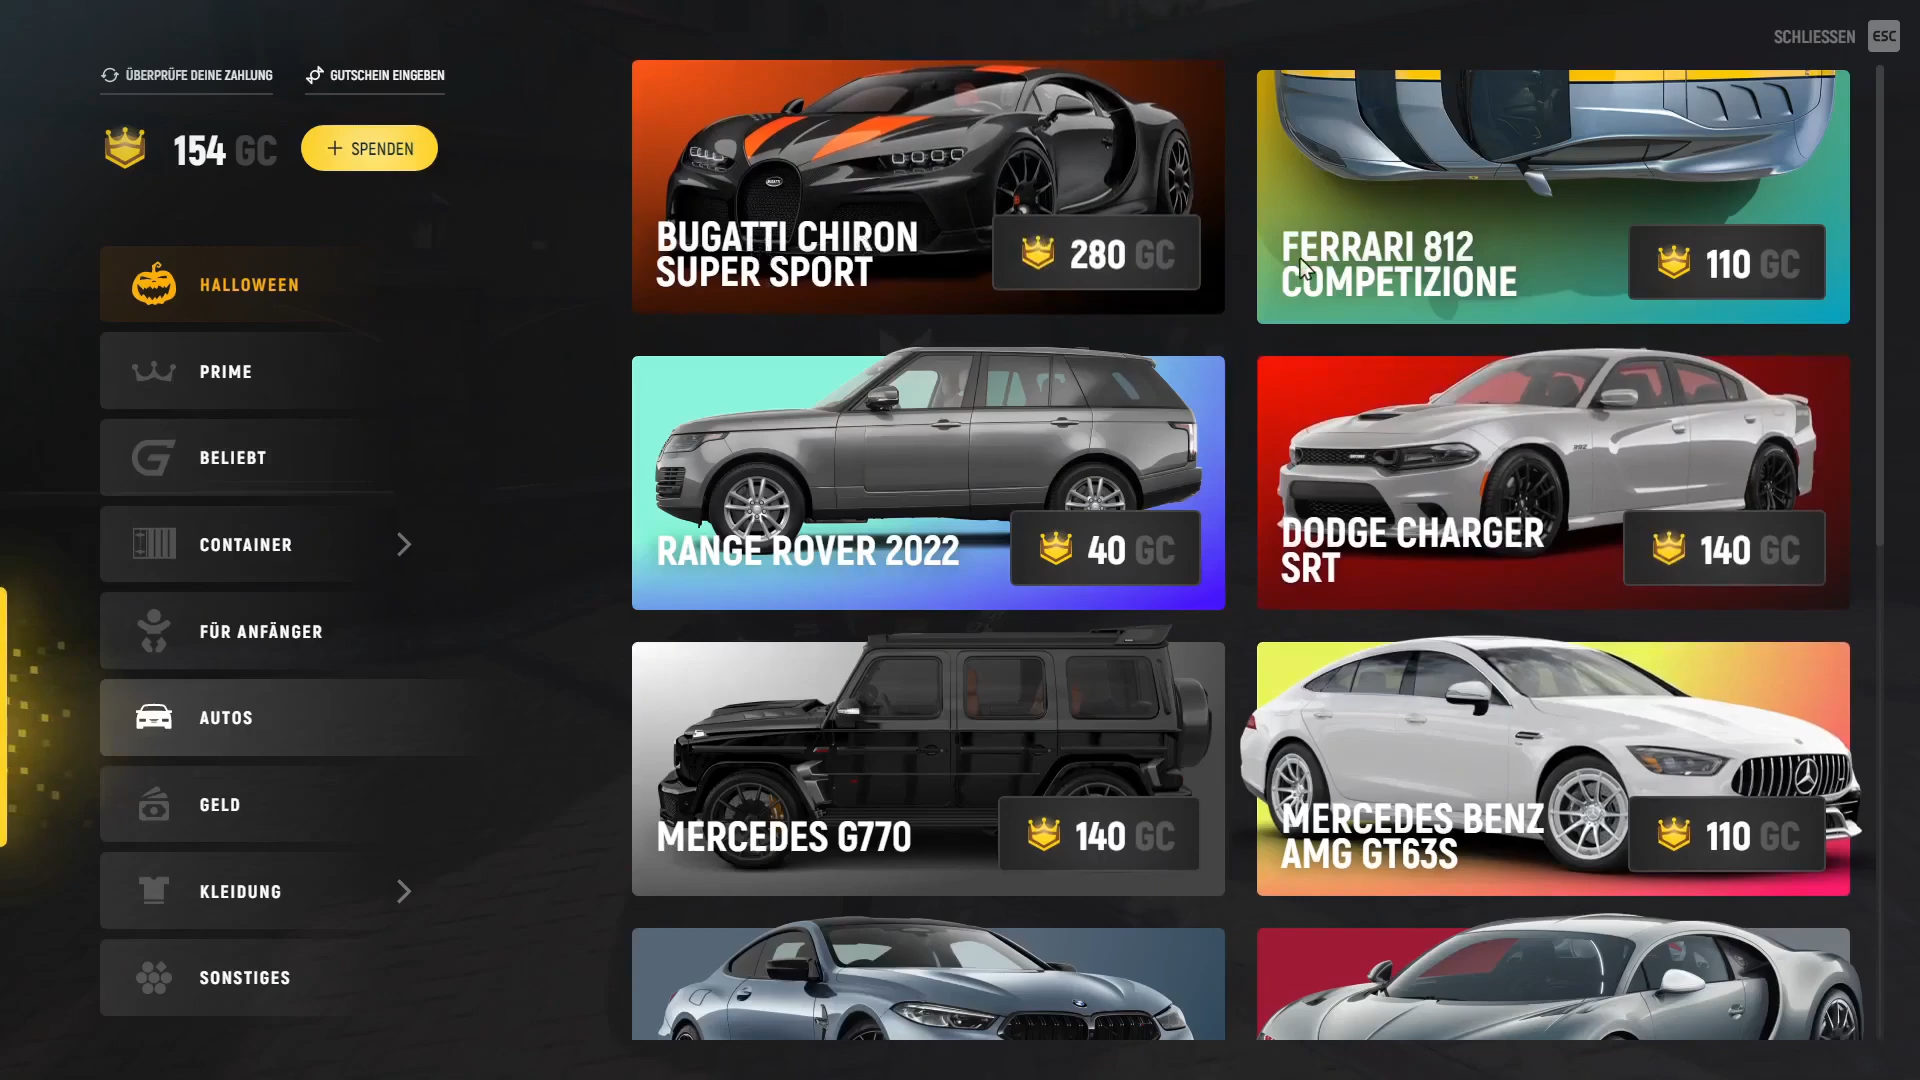 SCHLIESSEN ESC
ÜBERPRÜFE DEINE ZAHLUNG
GUTSCHEIN EINGEBEN
154 GC
+ SPENDEN
HALLOWEEN
PRIME
BELIEBT
CONTAINER
FÜR ANFÄNGER
AUTOS
GELD
KLEIDUNG
SONSTIGES
BUGATTI CHIRON
SUPER SPORT
280 GC
FERRARI 812
COMPETIZIONE
110 GC
RANGE ROVER 2022
40 GC
DODGE CHARGER
SRT
140 GC
MERCEDES G770
140 GC
MERCEDES BENZ
AMG GT63S
110 GC